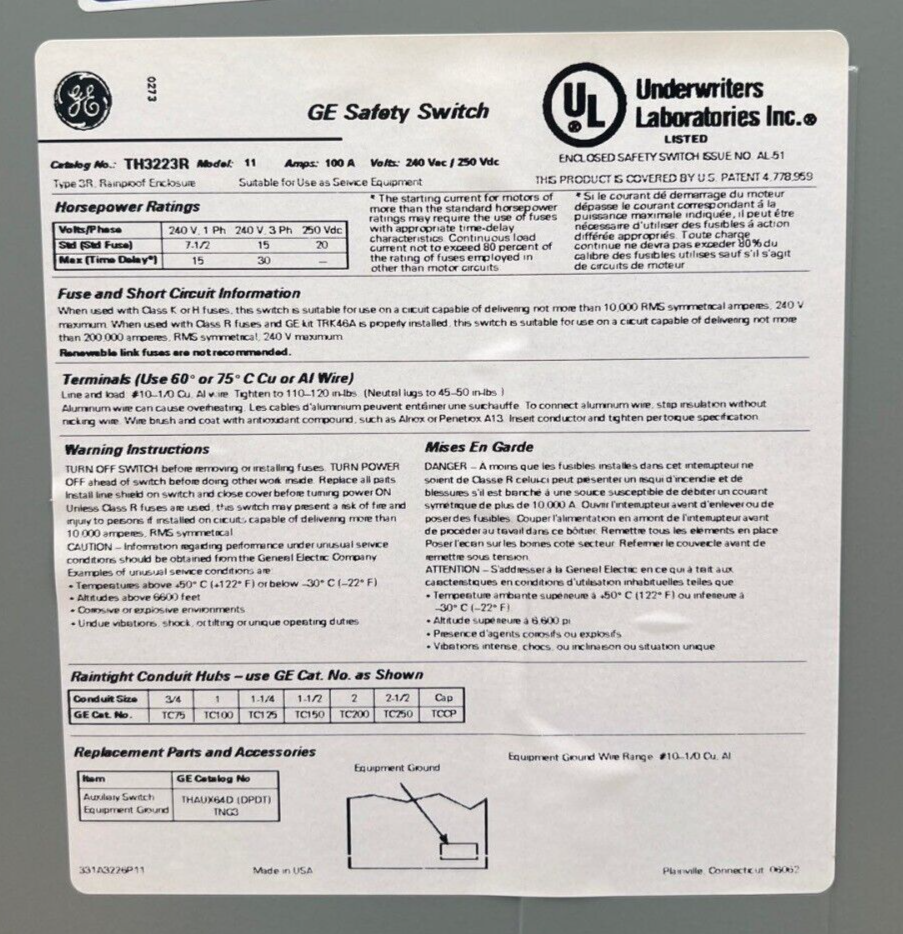 GE
0273
GE Safety Switch
UL
®
Underwriters
Laboratories Inc.®
LISTED
Catalog No.: TH3223R Model: 11 Amps: 100 A Volts: 240 Vac / 250 Vdc
ENCLOSED SAFETY SWITCH ISSUE NO. AL-51
Type 3R, Rainproof Enclosure Suitable for Use as Service Equipment
THIS PRODUCT IS COVERED BY U.S. PATENT 4,778,959
Horsepower Ratings
Volts/Phase 240 V, 1 Ph 240 V, 3 Ph 250 Vdc
Std (Std Fuse) 7-1/2 15 20
Max (Time Delay*) 15 30 –
* The starting current for motors of
more than the standard horsepower
ratings may require the use of fuses
with appropriate time-delay
characteristics. Continuous load
current not to exceed 80 percent of
the rating of fuses employed in
other than motor circuits
* Si le courant dé demarrage du moteur
dépasse le courant correspondant á la
puissance maximale indiquée, il peut étre
nécessaire d'utiliser des fusibles á action
différée appropriés. Toute charge
continue ne devra pas exceder 80% du
calibre des fusibles utilises sauf s'il s'agit
de circuits de moteur
Fuse and Short Circuit Information
When used with Class K or H fuses, this switch is suitable for use on a circuit capable of delivering not more than 10,000 RMS symmetrical amperes, 240 V
maximum. When used with Class R fuses and GE kit TRK46A is properly installed, this switch is suitable for use on a circuit capable of delivering not more
than 200,000 amperes, RMS symmetrical, 240 V maximum.
Renewable link fuses are not recommended.
Terminals (Use 60° or 75° C Cu or Al Wire)
Line and load: #10–1/0 Cu, Al wire. Tighten to 110–120 in-lbs. (Neutral lugs to 45–50 in-lbs.)
Aluminum wire can cause overheating. Les cables d'aluminium peuvent entráiner une surchauffe. To connect aluminum wire, strip insulation without
nicking wire. Wire brush and coat with antioxidant compound, such as Alnox or Penetrox A13. Insert conductor and tighten per torque specification.
Warning Instructions
TURN OFF SWITCH before removing or installing fuses. TURN POWER
OFF ahead of switch before doing other work inside. Replace all parts.
Install line shield on switch and close cover before turning power ON.
Unless Class R fuses are used, this switch may present a risk of fire and
injury to persons if installed on circuits capable of delivering more than
10,000 amperes, RMS symmetrical.
CAUTION – Information regarding performance under unusual service
conditions should be obtained from the General Electric Company.
Examples of unusual service conditions are:
• Temperatures above +50° C (+122° F) or below –30° C (–22° F)
• Altitudes above 6600 feet
• Corrosive or explosive environments
• Undue vibrations, shock, or tilting or unique operating duties
Mises En Garde
DANGER – A moins que les fusibles installes dans cet interrupteur ne
soient de Classe R celui-ci peut présenter un risqu d'incendie et de
blessures s'il est branché à une source susceptible de débiter un courant
symétrique de plus de 10.000 A. Ouvrir l'interrupteur avant d'enlever ou de
poser des fusibles. Couper l'alimentation en amont de l'interrupteur avant
de procéder au travail dans ce bôitier. Remettre tous les elements en place.
Poser l'ecran sur les bornes cote secteur. Refermer le couvercle avant de
remettre sous tension.
ATTENTION – S'addresser à la General Electric en ce qui à trait aux
caracteristiques en conditions d'utilisation inhabituelles telles que
• Température ambiante supérieure à +50° C (122° F) ou inferieure à
–30° C (–22° F)
• Altitude supérieure à 6,600 pi
• Presence d'agents corrosifs ou explosifs
• Vibrations intense, chocs, ou inclinaison ou situation unique
Raintight Conduit Hubs – use GE Cat. No. as Shown
Conduit Size 3/4 1 1-1/4 1-1/2 2 2-1/2 Cap
GE Cat. No. TC75 TC100 TC125 TC150 TC200 TC250 TCCP
Replacement Parts and Accessories
Item GE Catalog No
Auxiliary Switch THAUX64D (DPDT)
Equipment Ground TNG3
Equipment Ground
Equipment Ground Wire Range #10–1/0 Cu, Al
331A3226P11
Made in USA
Plainville, Connecticut 06062